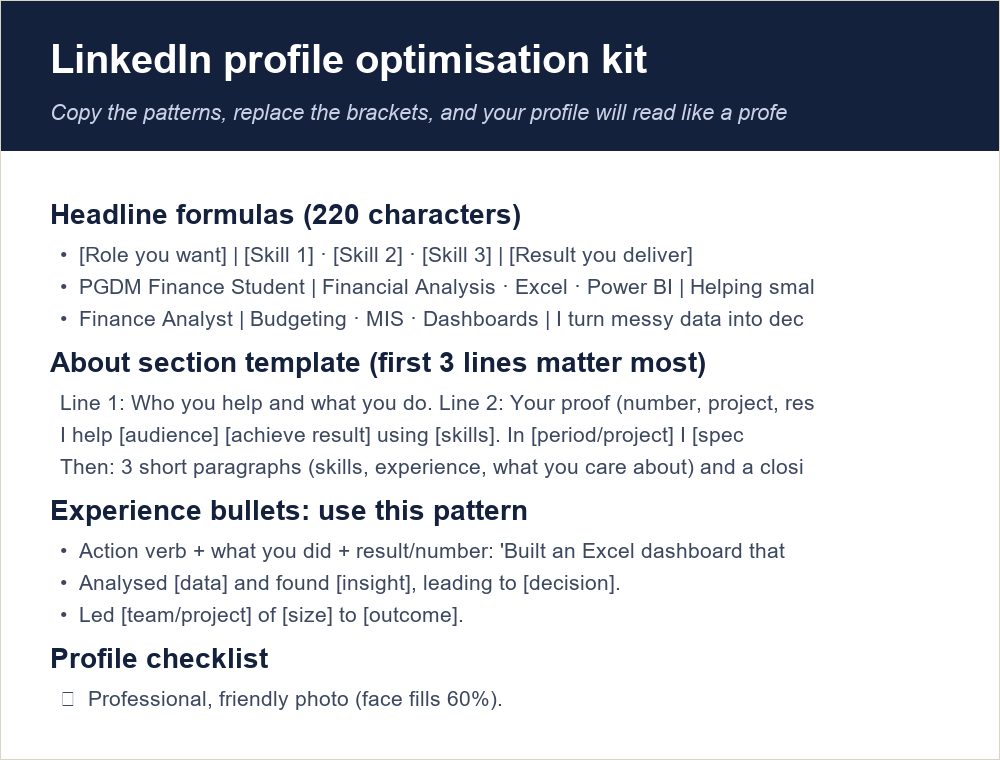 LinkedIn profile optimisation kit
Copy the patterns, replace the brackets, and your profile will read like a profe
Headline formulas (220 characters)
• [Role you want] | [Skill 1] · [Skill 2] · [Skill 3] | [Result you deliver]
• PGDM Finance Student | Financial Analysis · Excel · Power BI | Helping smal
• Finance Analyst | Budgeting · MIS · Dashboards | I turn messy data into dec
About section template (first 3 lines matter most)
Line 1: Who you help and what you do. Line 2: Your proof (number, project, res
I help [audience] [achieve result] using [skills]. In [period/project] I [spec
Then: 3 short paragraphs (skills, experience, what you care about) and a closi
Experience bullets: use this pattern
• Action verb + what you did + result/number: 'Built an Excel dashboard that
• Analysed [data] and found [insight], leading to [decision].
• Led [team/project] of [size] to [outcome].
Profile checklist
☐ Professional, friendly photo (face fills 60%).